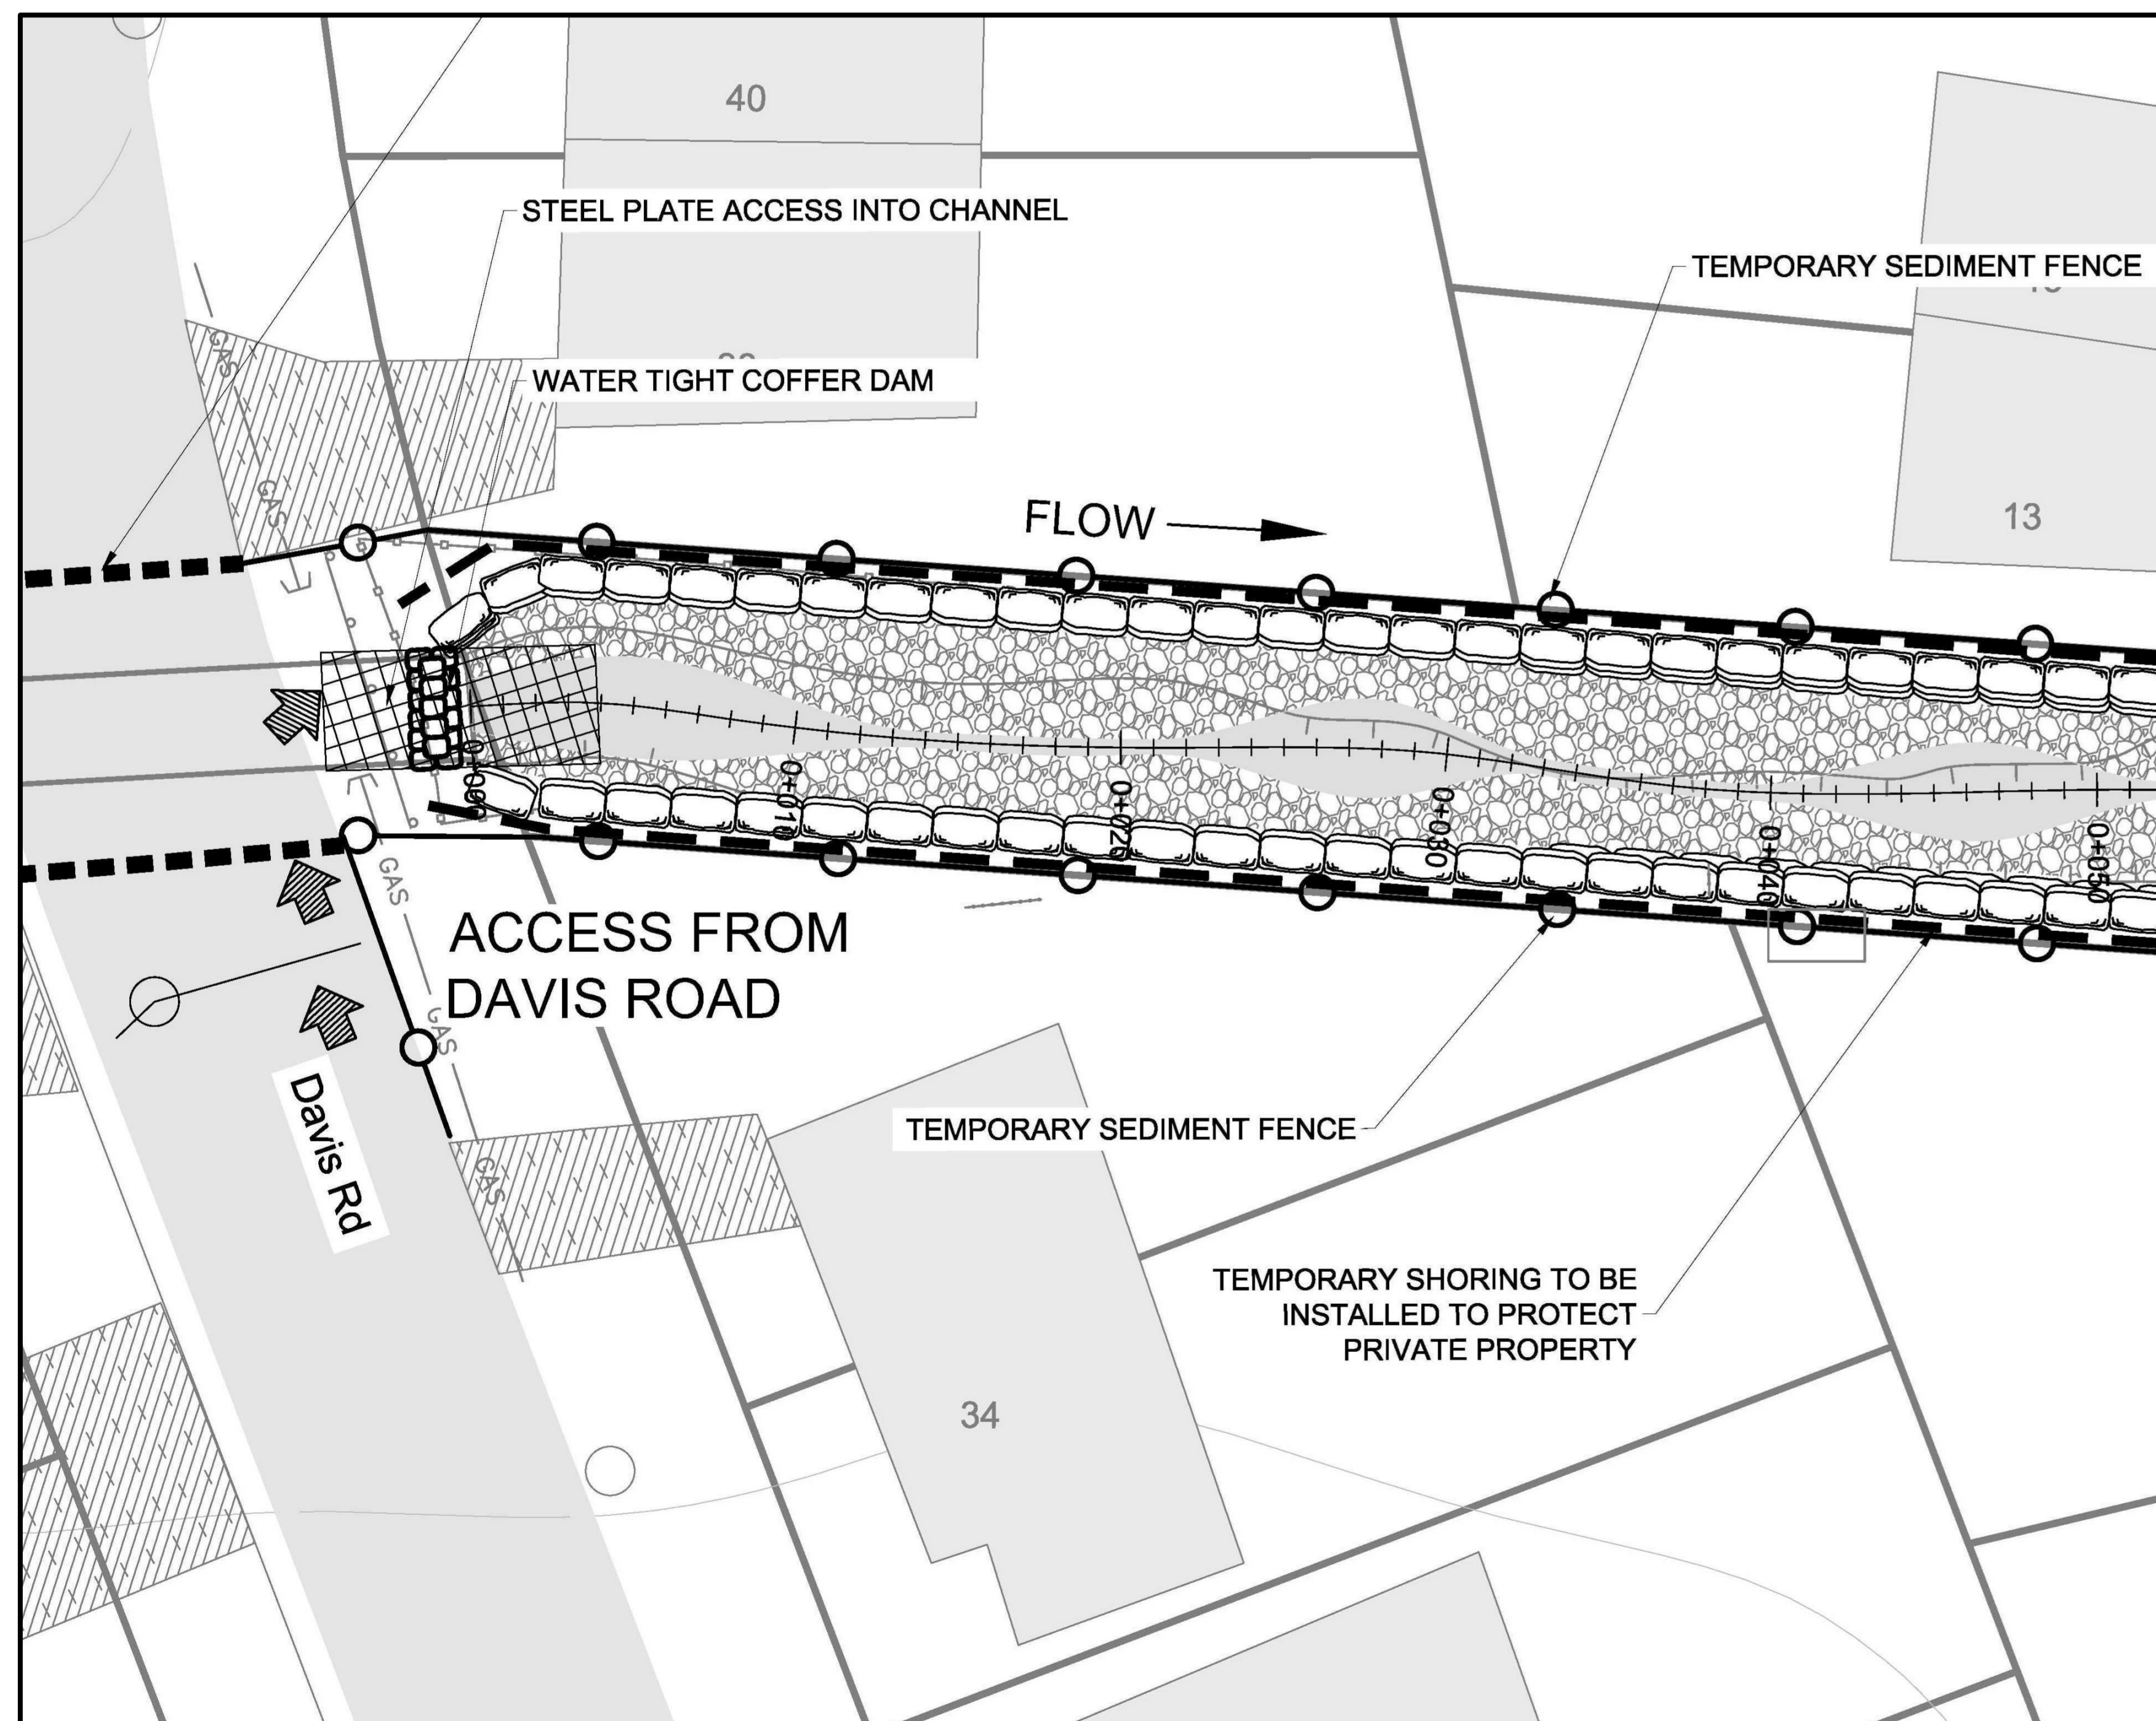 40
STEEL PLATE ACCESS INTO CHANNEL
TEMPORARY SEDIMENT FENCE
WATER TIGHT COFFER DAM
GAS
GAS
FLOW
13
0+000
0+010
0+020
0+030
0+040
0+050
GAS
ACCESS FROM
DAVIS ROAD
GAS
Davis Rd
TEMPORARY SEDIMENT FENCE
GAS
TEMPORARY SHORING TO BE
INSTALLED TO PROTECT
PRIVATE PROPERTY
34